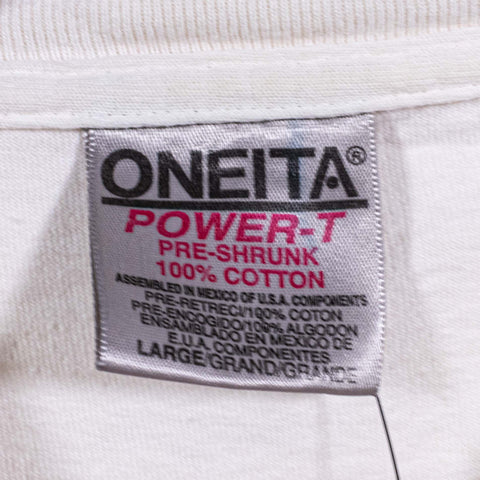 ONEITA®
POWER-T
PRE-SHRUNK
100% COTTON
ASSEMBLED IN MEXICO OF U.S.A. COMPONENTS
PRE-RETRECI/100% COTON
PRE-ENCOGIDO/100% ALGODON
ENSAMBLADO EN MEXICO DE
E.U.A. COMPONENTES
LARGE/GRAND/GRANDE